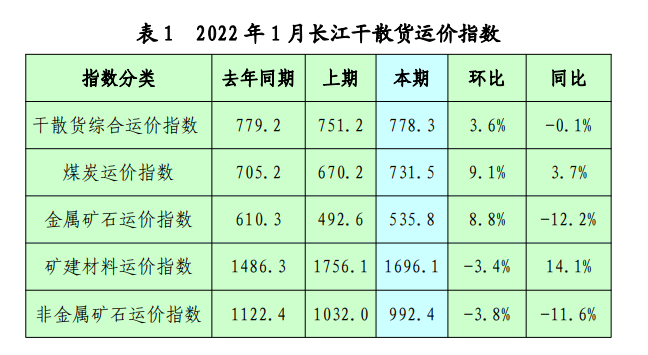 表1 2022年1月长江干散货运价指数
指数分类 去年同期 上期 本期 环比 同比
干散货综合运价指数 779.2 751.2 778.3 3.6% -0.1%
煤炭运价指数 705.2 670.2 731.5 9.1% 3.7%
金属矿石运价指数 610.3 492.6 535.8 8.8% -12.2%
矿建材料运价指数 1486.3 1756.1 1696.1 -3.4% 14.1%
非金属矿石运价指数 1122.4 1032.0 992.4 -3.8% -11.6%